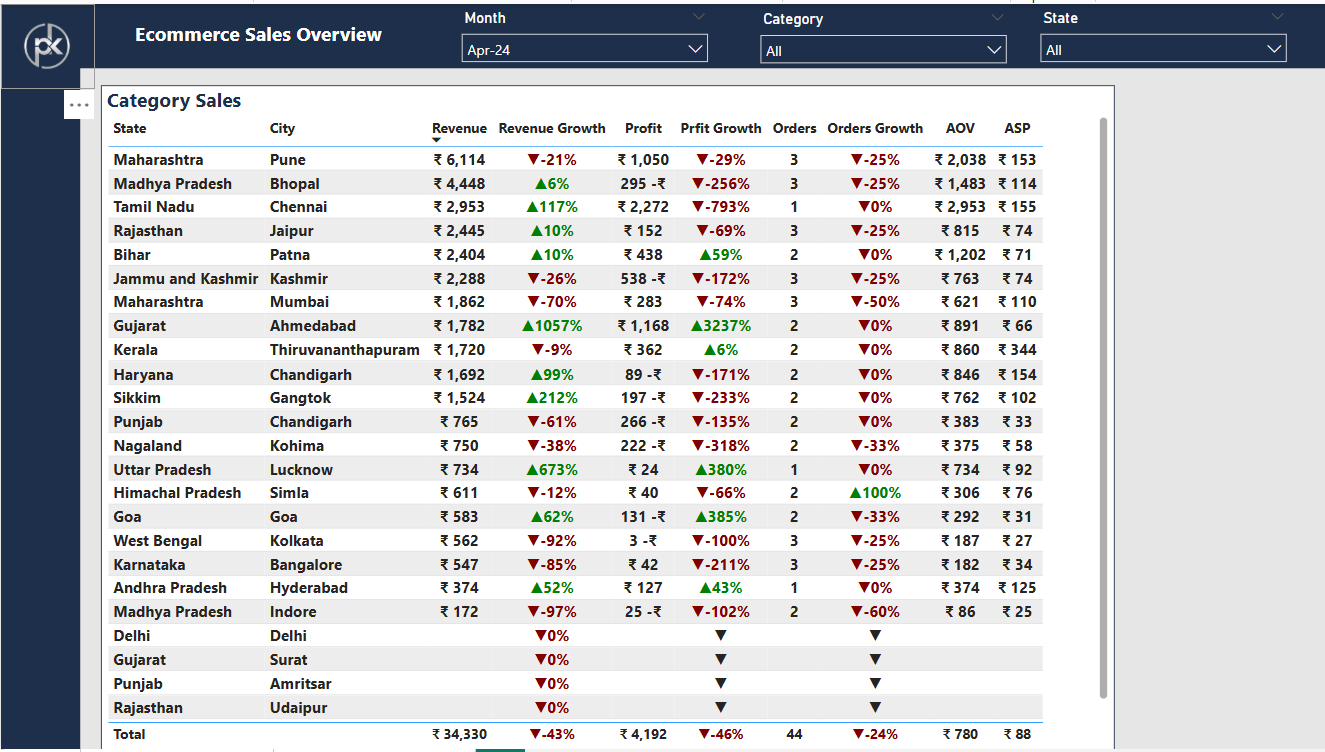 pk
Ecommerce Sales Overview
Month
Apr-24
Category
All
State
All
...
Category Sales
State City Revenue Revenue Growth Profit Prfit Growth Orders Orders Growth AOV ASP
Maharashtra Pune ₹ 6,114 ▼-21% ₹ 1,050 ▼-29% 3 ▼-25% ₹ 2,038 ₹ 153
Madhya Pradesh Bhopal ₹ 4,448 ▲6% 295 -₹ ▼-256% 3 ▼-25% ₹ 1,483 ₹ 114
Tamil Nadu Chennai ₹ 2,953 ▲117% ₹ 2,272 ▼-793% 1 ▼0% ₹ 2,953 ₹ 155
Rajasthan Jaipur ₹ 2,445 ▲10% ₹ 152 ▼-69% 3 ▼-25% ₹ 815 ₹ 74
Bihar Patna ₹ 2,404 ▲10% ₹ 438 ▲59% 2 ▼0% ₹ 1,202 ₹ 71
Jammu and Kashmir Kashmir ₹ 2,288 ▼-26% 538 -₹ ▼-172% 3 ▼-25% ₹ 763 ₹ 74
Maharashtra Mumbai ₹ 1,862 ▼-70% ₹ 283 ▼-74% 3 ▼-50% ₹ 621 ₹ 110
Gujarat Ahmedabad ₹ 1,782 ▲1057% ₹ 1,168 ▲3237% 2 ▼0% ₹ 891 ₹ 66
Kerala Thiruvananthapuram ₹ 1,720 ▼-9% ₹ 362 ▲6% 2 ▼0% ₹ 860 ₹ 344
Haryana Chandigarh ₹ 1,692 ▲99% 89 -₹ ▼-171% 2 ▼0% ₹ 846 ₹ 154
Sikkim Gangtok ₹ 1,524 ▲212% 197 -₹ ▼-233% 2 ▼0% ₹ 762 ₹ 102
Punjab Chandigarh ₹ 765 ▼-61% 266 -₹ ▼-135% 2 ▼0% ₹ 383 ₹ 33
Nagaland Kohima ₹ 750 ▼-38% 222 -₹ ▼-318% 2 ▼-33% ₹ 375 ₹ 58
Uttar Pradesh Lucknow ₹ 734 ▲673% ₹ 24 ▲380% 1 ▼0% ₹ 734 ₹ 92
Himachal Pradesh Simla ₹ 611 ▼-12% ₹ 40 ▼-66% 2 ▲100% ₹ 306 ₹ 76
Goa Goa ₹ 583 ▲62% 131 -₹ ▲385% 2 ▼-33% ₹ 292 ₹ 31
West Bengal Kolkata ₹ 562 ▼-92% 3 -₹ ▼-100% 3 ▼-25% ₹ 187 ₹ 27
Karnataka Bangalore ₹ 547 ▼-85% ₹ 42 ▼-211% 3 ▼-25% ₹ 182 ₹ 34
Andhra Pradesh Hyderabad ₹ 374 ▲52% ₹ 127 ▲43% 1 ▼0% ₹ 374 ₹ 125
Madhya Pradesh Indore ₹ 172 ▼-97% 25 -₹ ▼-102% 2 ▼-60% ₹ 86 ₹ 25
Delhi Delhi ▼0% ▼ ▼
Gujarat Surat ▼0% ▼ ▼
Punjab Amritsar ▼0% ▼ ▼
Rajasthan Udaipur ▼0% ▼ ▼
Total ₹ 34,330 ▼-43% ₹ 4,192 ▼-46% 44 ▼-24% ₹ 780 ₹ 88